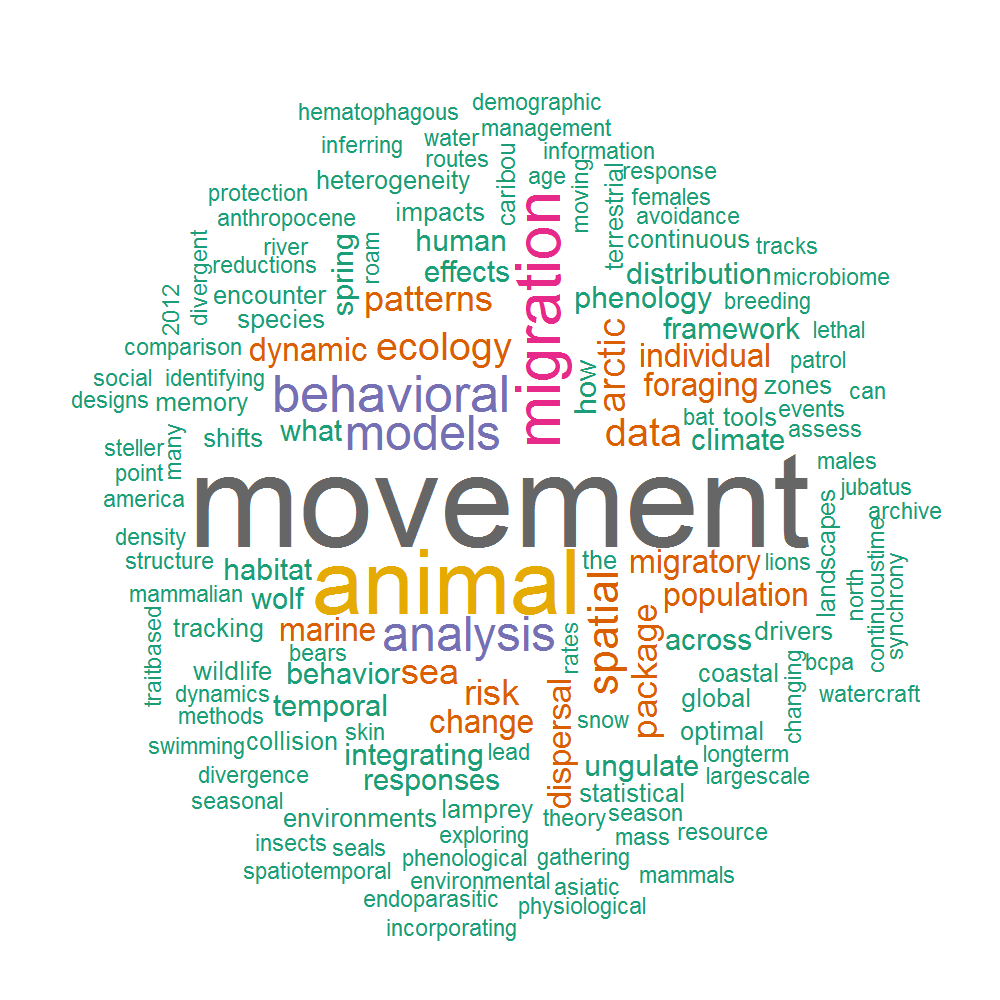 demographic
hematophagous
water
management
inferring
routes
information
caribou
age
moving
terrestrial
response
heterogeneity
protection
females
anthropocene
impacts
migration
avoidance
river
human
continuous
tracks
divergent
reductions
spring
roam
effects
distribution
microbiome
2012
encounter
patterns
phenology
breeding
species
framework
lethal
comparison
dynamic
ecology
arctic
individual
patrol
social
identifying
behavioral
how
foraging
zones
can
designs
memory
bat
tools
events
steller
many
shifts
what
models
data
climate
assess
point
movement
males
america
jubatus
archive
density
structure
habitat
animal
the
migratory
lions
landscapes
north
continuoustime
synchrony
mammalian
wolf
spatial
population
traitbased
tracking
marine
analysis
rates
package
across
drivers
bears
wildlife
behavior
sea
coastal
bcpa
dynamics
temporal
risk
dispersal
global
changing
watercraft
methods
skin
change
snow
optimal
swimming
collision
integrating
lead
longterm
divergence
responses
ungulate
largescale
seasonal
statistical
environments
lamprey
theory
season
insects
seals
exploring
mass
resource
spatiotemporal
phenological
gathering
environmental
asiatic
mammals
endoparasitic
physiological
incorporating